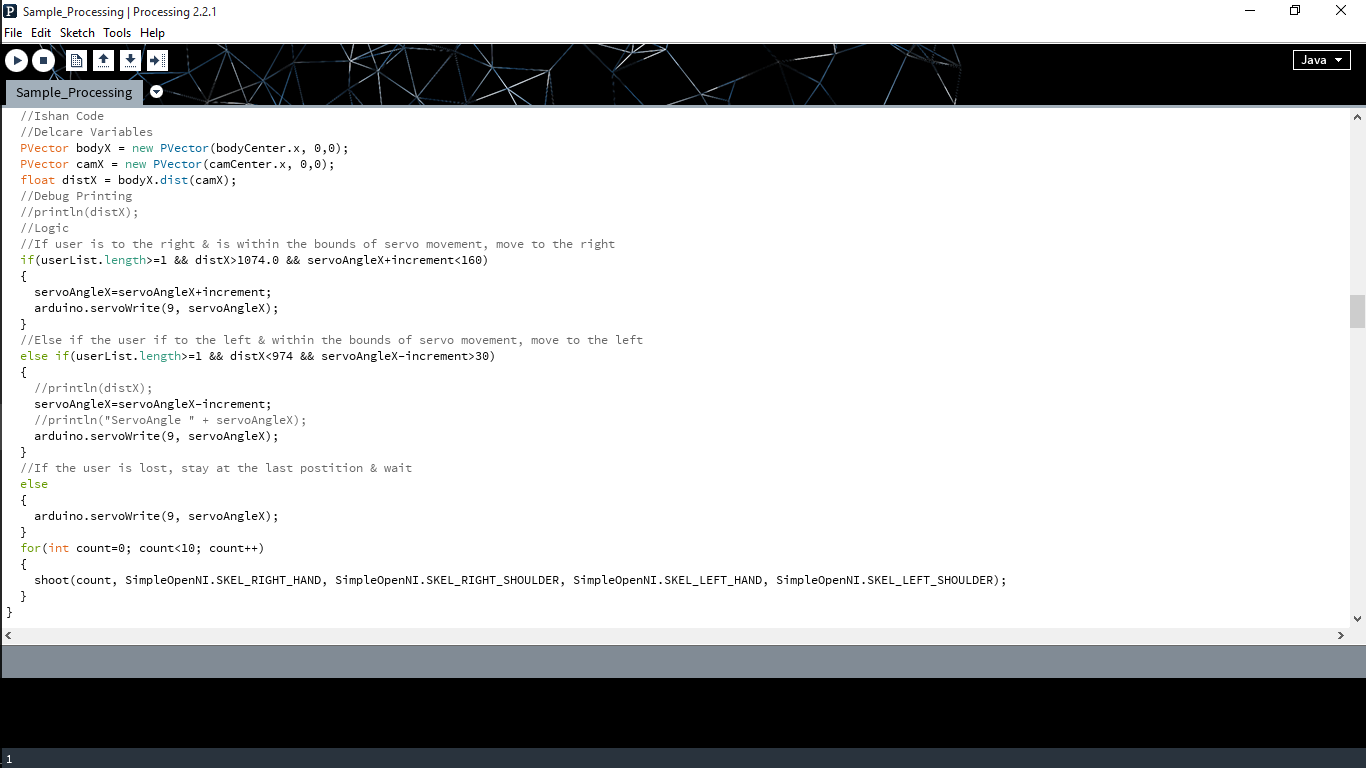 Sample_Processing | Processing 2.2.1
File Edit Sketch Tools Help
Java
Sample_Processing
//Ishan Code
//Delcare Variables
PVector bodyX = new PVector(bodyCenter.x, 0,0);
PVector camX = new PVector(camCenter.x, 0,0);
float distX = bodyX.dist(camX);
//Debug Printing
//println(distX);
//Logic
//If user is to the right & is within the bounds of servo movement, move to the right
if(userList.length>=1 && distX>1074.0 && servoAngleX+increment<160)
{
servoAngleX=servoAngleX+increment;
arduino.servoWrite(9, servoAngleX);
}
//Else if the user if to the left & within the bounds of servo movement, move to the left
else if(userList.length>=1 && distX<974 && servoAngleX-increment>30)
{
//println(distX);
servoAngleX=servoAngleX-increment;
//println("ServoAngle " + servoAngleX);
arduino.servoWrite(9, servoAngleX);
}
//If the user is lost, stay at the last postition & wait
else
{
arduino.servoWrite(9, servoAngleX);
}
for(int count=0; count<10; count++)
{
shoot(count, SimpleOpenNI.SKEL_RIGHT_HAND, SimpleOpenNI.SKEL_RIGHT_SHOULDER, SimpleOpenNI.SKEL_LEFT_HAND, SimpleOpenNI.SKEL_LEFT_SHOULDER);
}
}
1